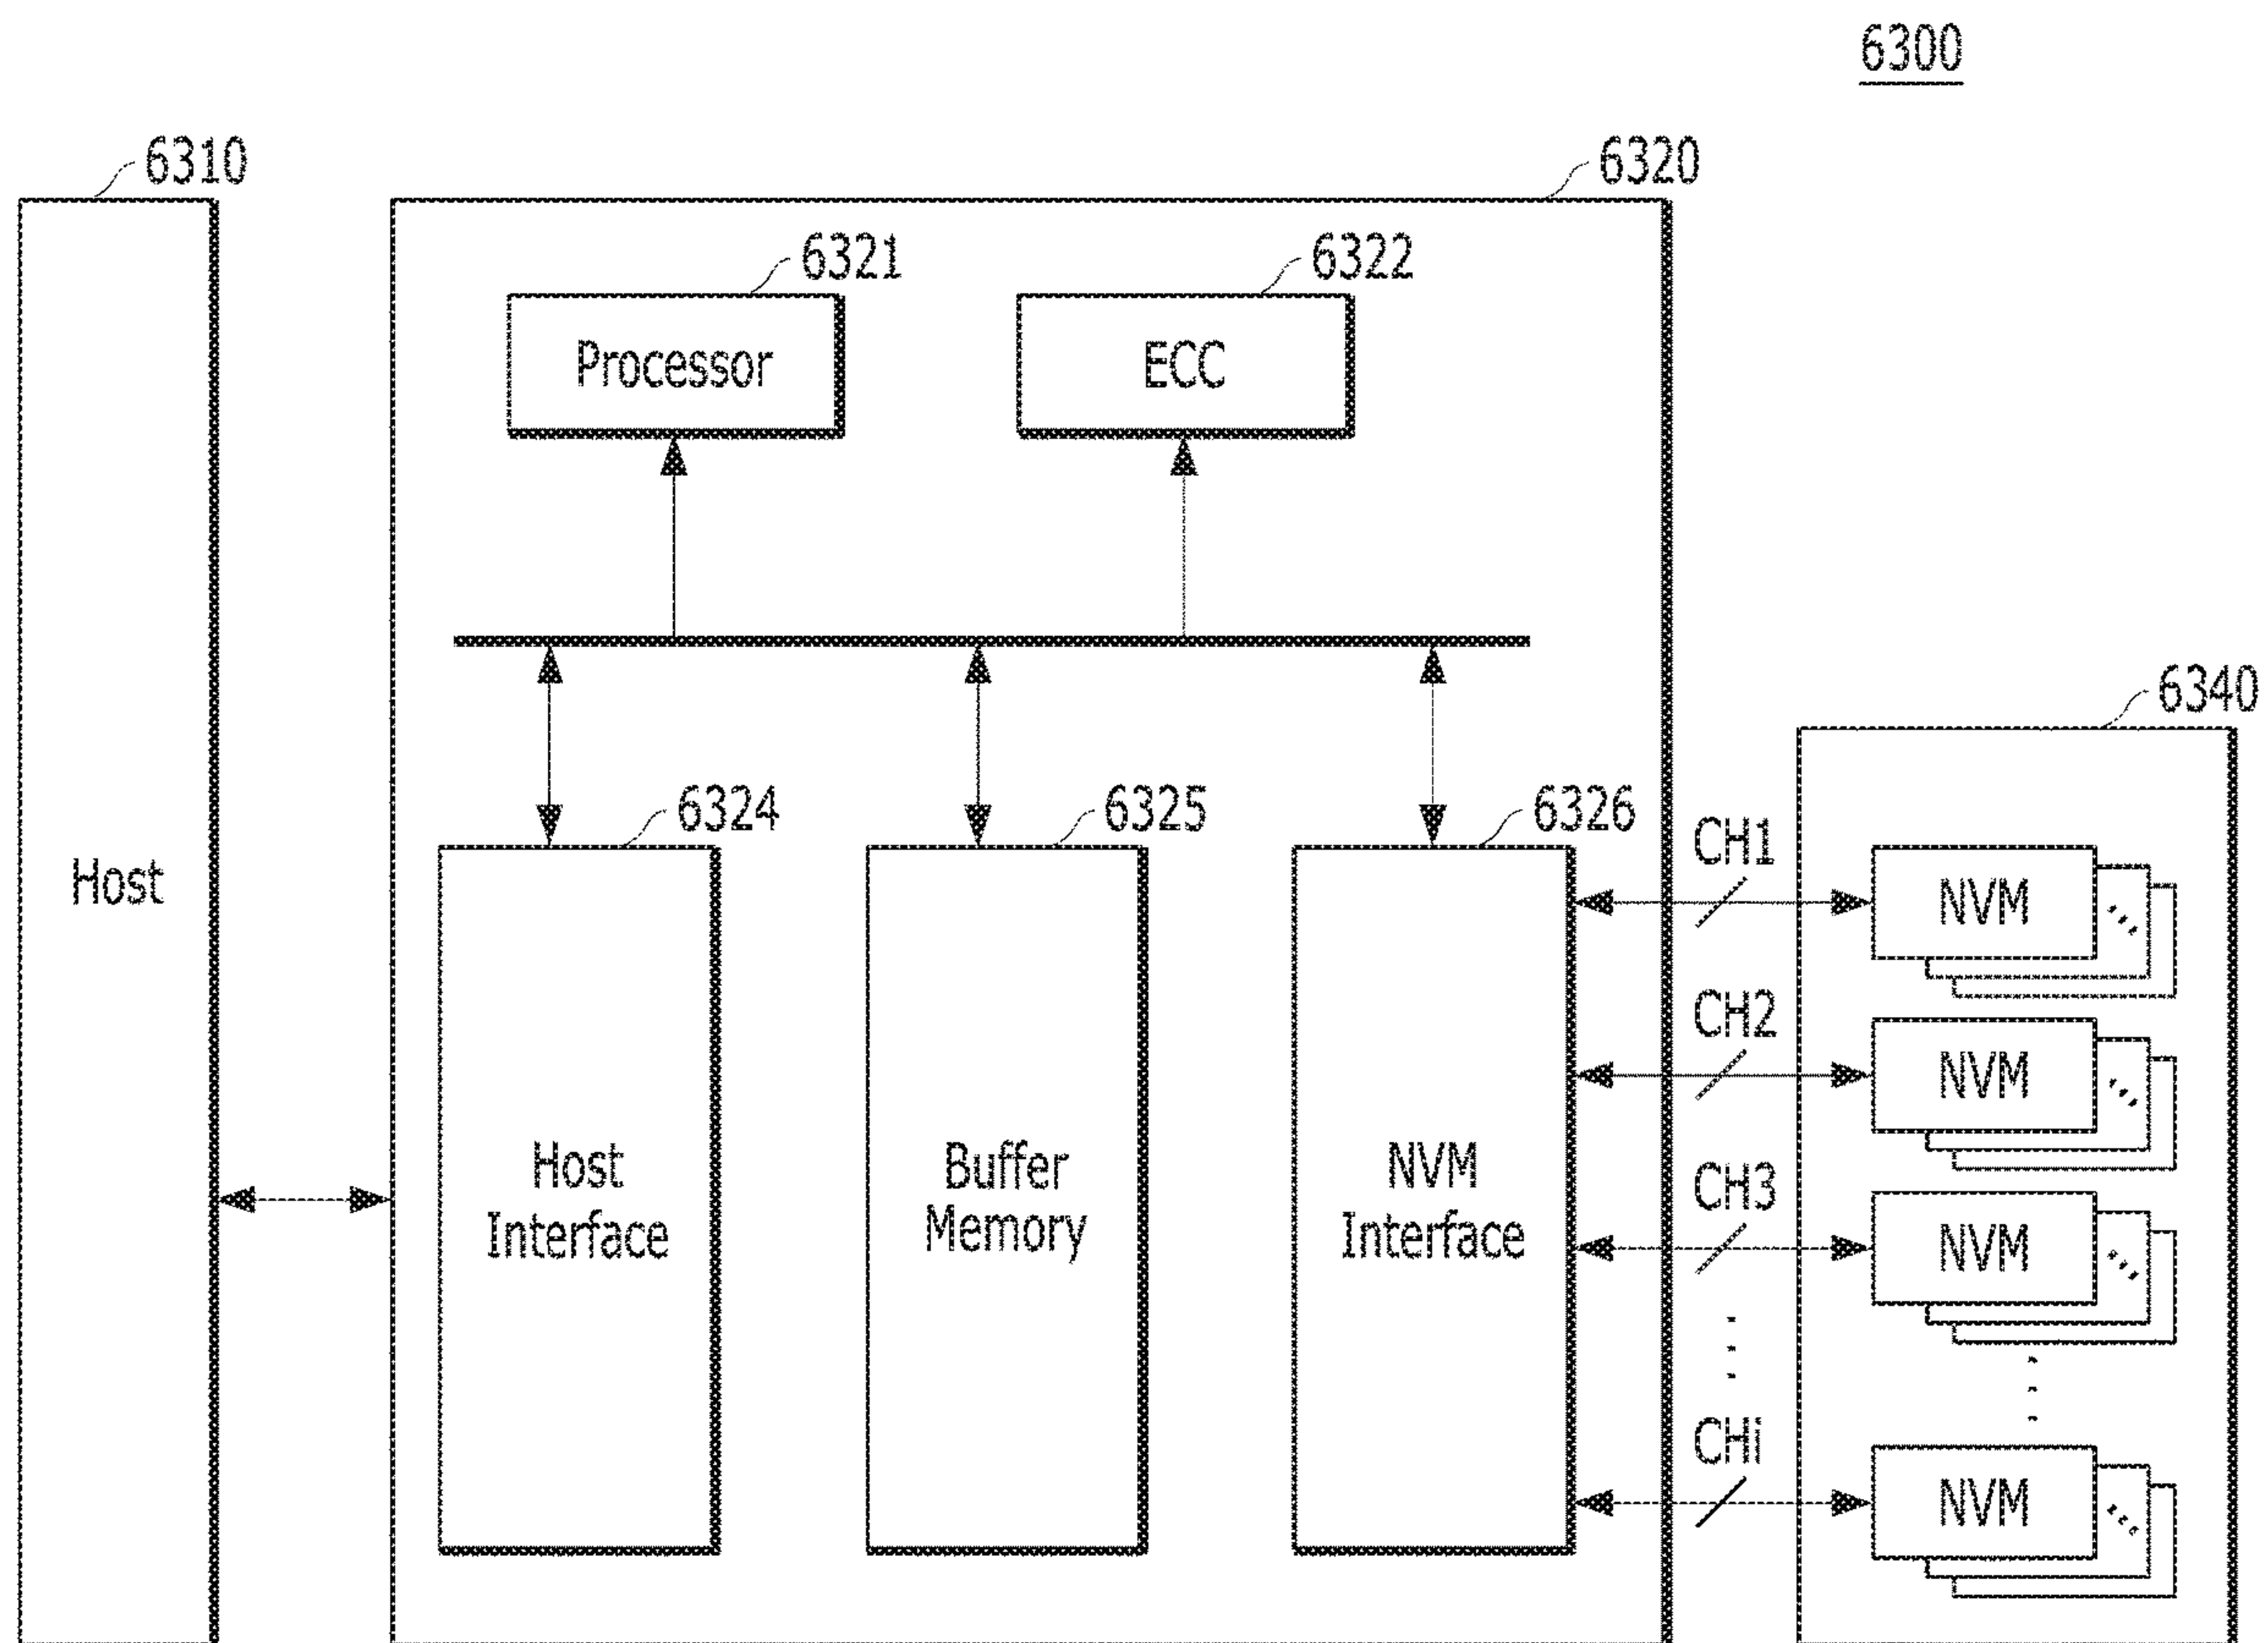 6300
6310
6320
6321
6322
Processor
ECC
6340
6324
6325
6326
CH1
Host
NVM
CH2
NVM
Host
Interface
Buffer
Memory
NVM
Interface
CH3
NVM
CHi
NVM